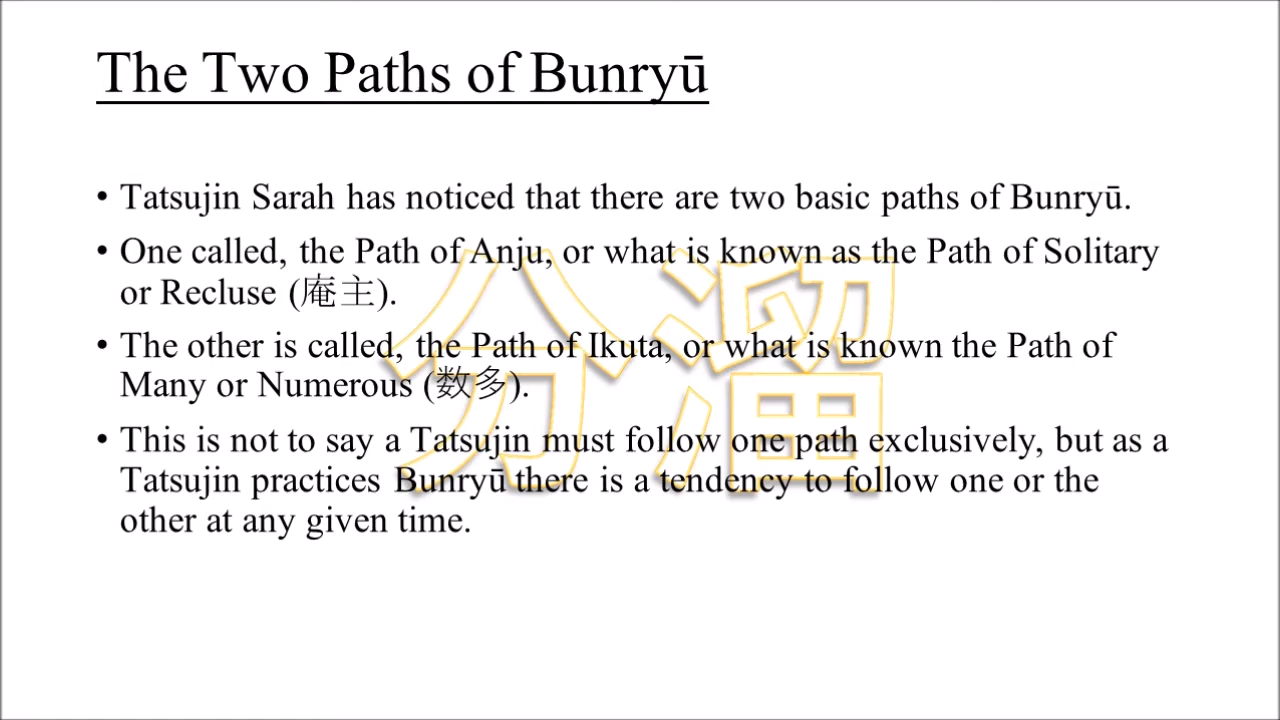 The Two Paths of Bunryū
• Tatsujin Sarah has noticed that there are two basic paths of Bunryū.
• One called, the Path of Anju, or what is known as the Path of Solitary
or Recluse (庵主).
• The other is called, the Path of Ikuta, or what is known the Path of
Many or Numerous (数多).
• This is not to say a Tatsujin must follow one path exclusively, but as a
Tatsujin practices Bunryū there is a tendency to follow one or the
other at any given time.
分溜